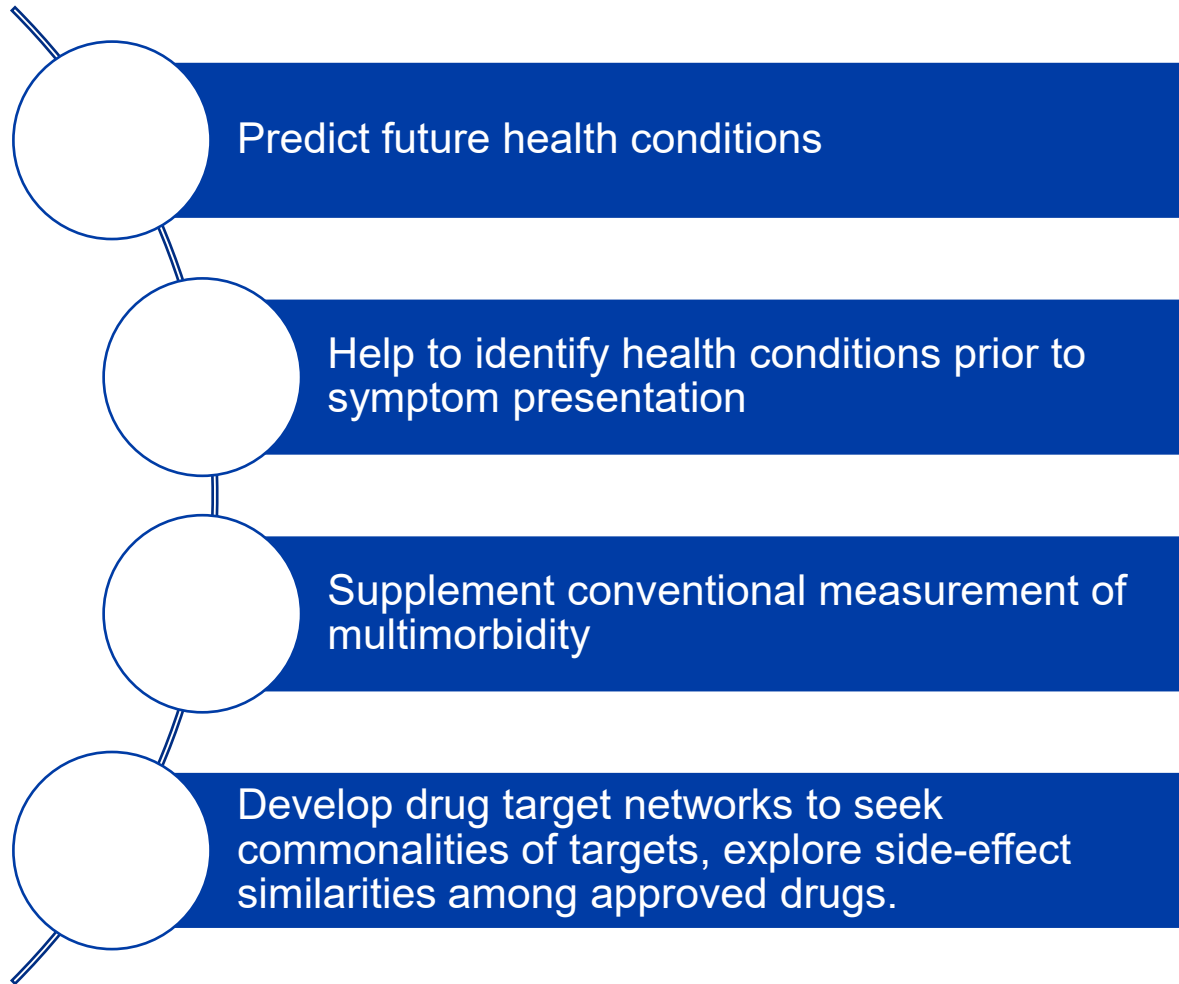 Predict future health conditions
Help to identify health conditions prior to
symptom presentation
Supplement conventional measurement of
multimorbidity
Develop drug target networks to seek
commonalities of targets, explore side-effect
similarities among approved drugs.